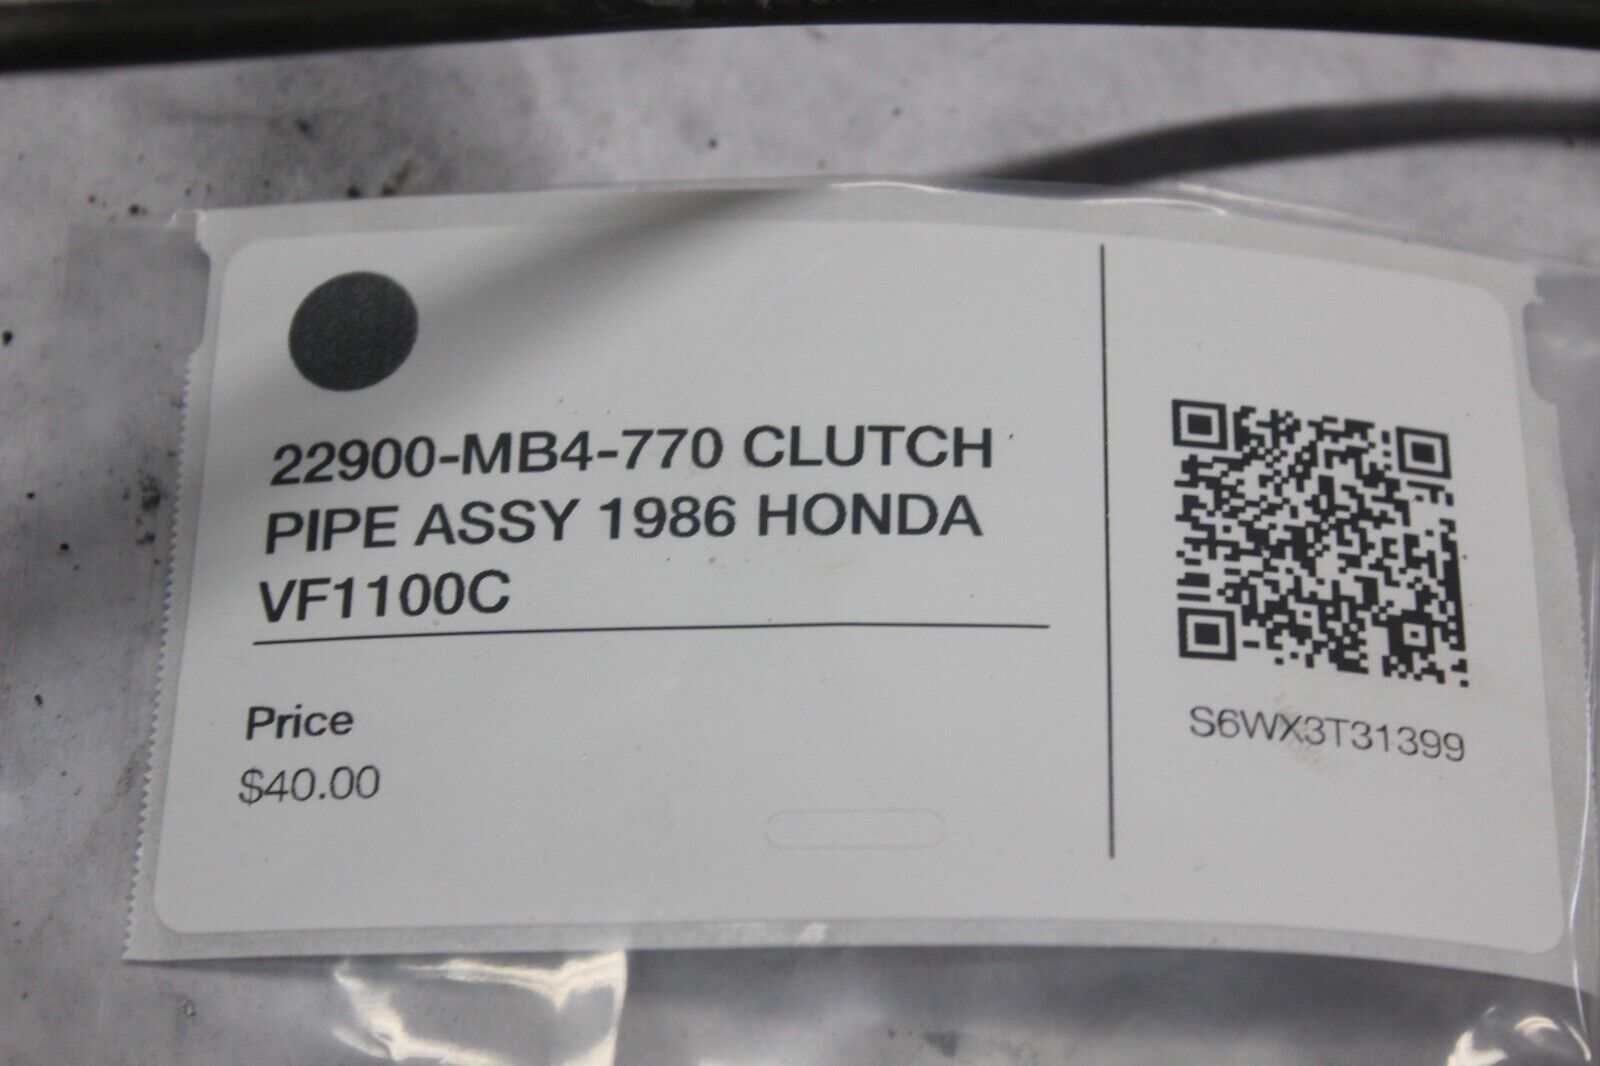 22900-MB4-770 CLUTCH
PIPE ASSY 1986 HONDA
VF1100C
Price
$40.00
S6WX3T31399